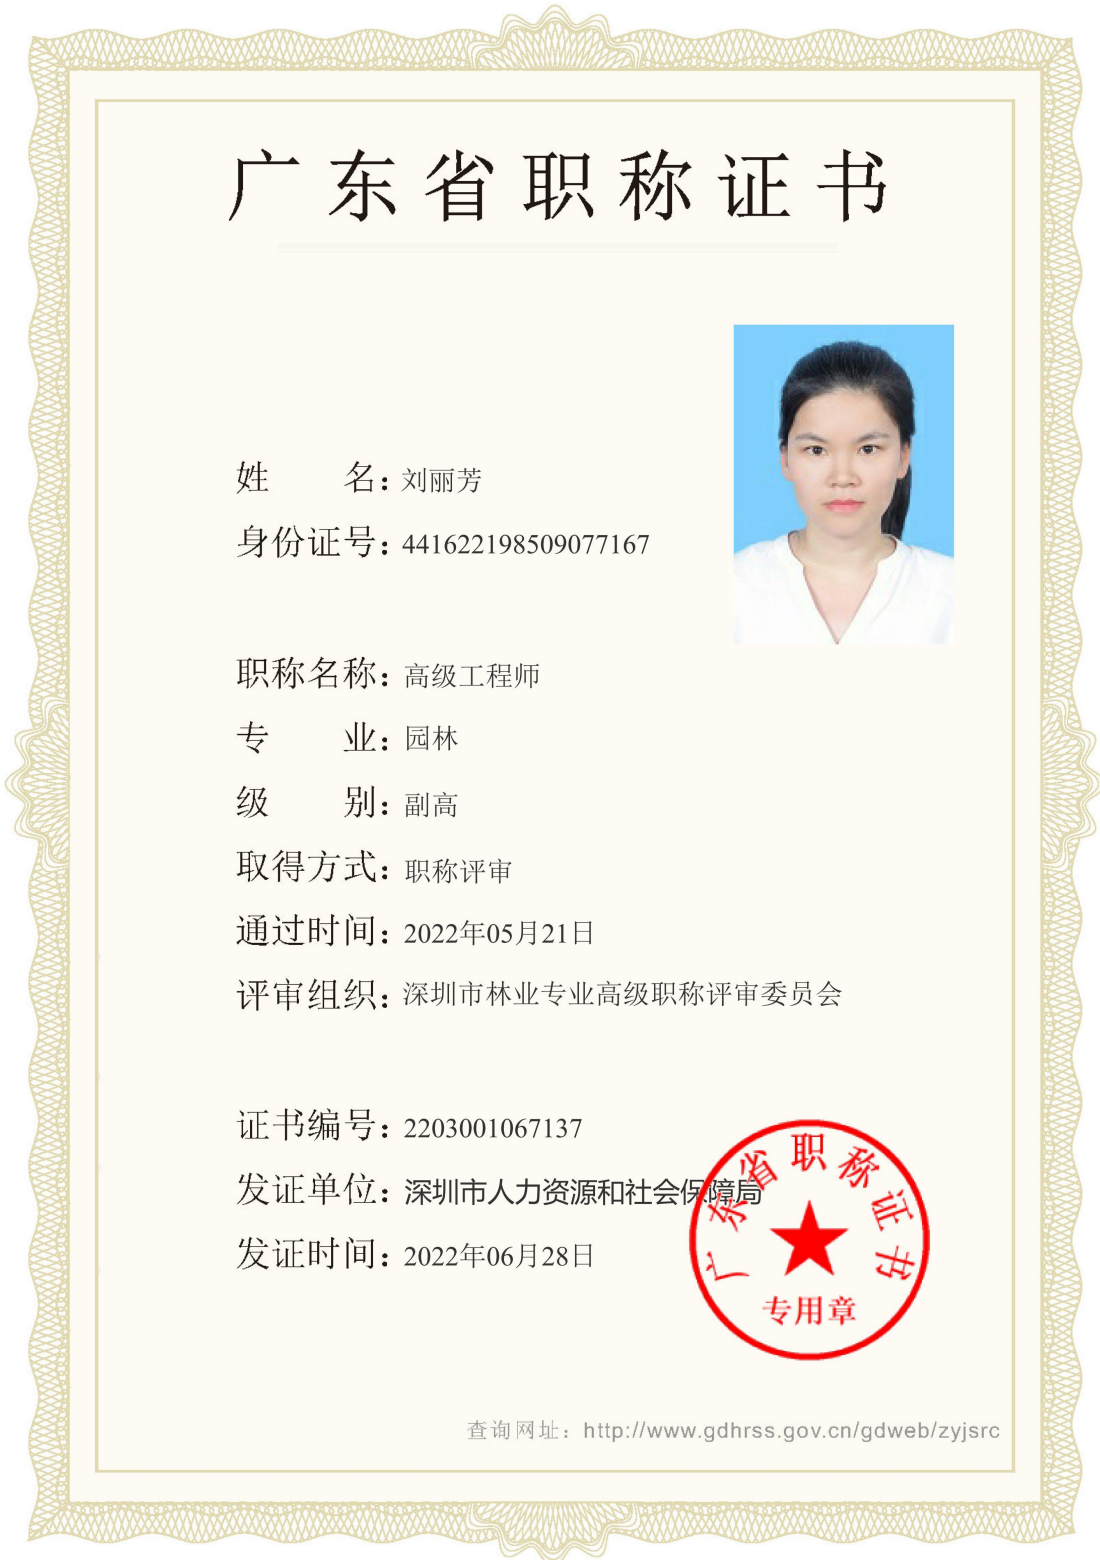 广东省职称证书
姓名：刘丽芳
身份证号：441622198509077167
职称名称：高级工程师
专业：园林
级别：副高
取得方式：职称评审
通过时间：2022年05月21日
评审组织：深圳市林业专业高级职称评审委员会
证书编号：2203001067137
发证单位：深圳市人力资源和社会保障局
发证时间：2022年06月28日
广东省职称证书
专用章
查询网址：http://www.gdhrss.gov.cn/gdweb/zyjsrc